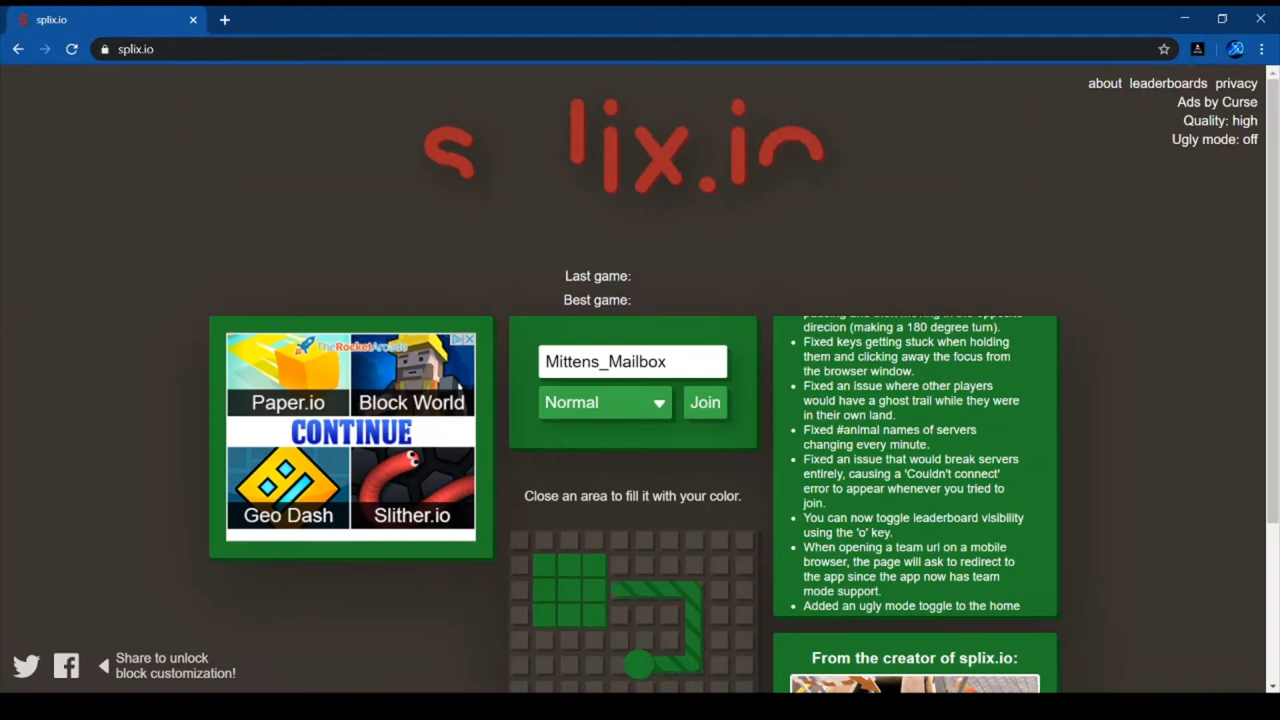 splix.io
splix.io
about leaderboards privacy
Ads by Curse
Quality: high
Ugly mode: off
s lix.io
Last game:
Best game:
TheRocketArcade
Paper.io
Block World
CONTINUE
Geo Dash
Slither.io
Mittens_Mailbox
Normal
Join
Close an area to fill it with your color.
direcion (making a 180 degree turn).
Fixed keys getting stuck when holding
them and clicking away the focus from
the browser window.
Fixed an issue where other players
would have a ghost trail while they were
in their own land.
Fixed #animal names of servers
changing every minute.
Fixed an issue that would break servers
entirely, causing a 'Couldn't connect'
error to appear whenever you tried to
join.
You can now toggle leaderboard visibility
using the 'o' key.
When opening a team url on a mobile
browser, the page will ask to redirect to
the app since the app now has team
mode support.
Added an ugly mode toggle to the home
From the creator of splix.io:
Share to unlock
block customization!